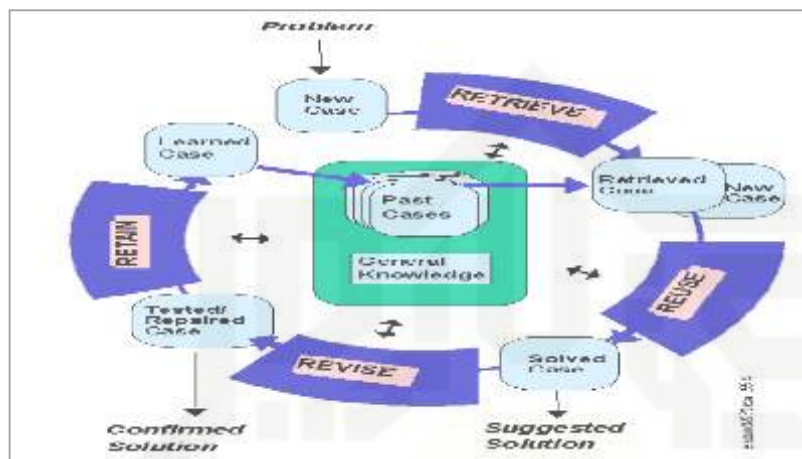 Problem
New
Case
RETRIEVE
Learned
Case
Retrieved
Case
New
Case
Past
Cases
RETAIN
General
Knowledge
REUSE
Tested/
Repaired
Case
REVISE
Solved
Case
Confirmed
Solution
Suggested
Solution